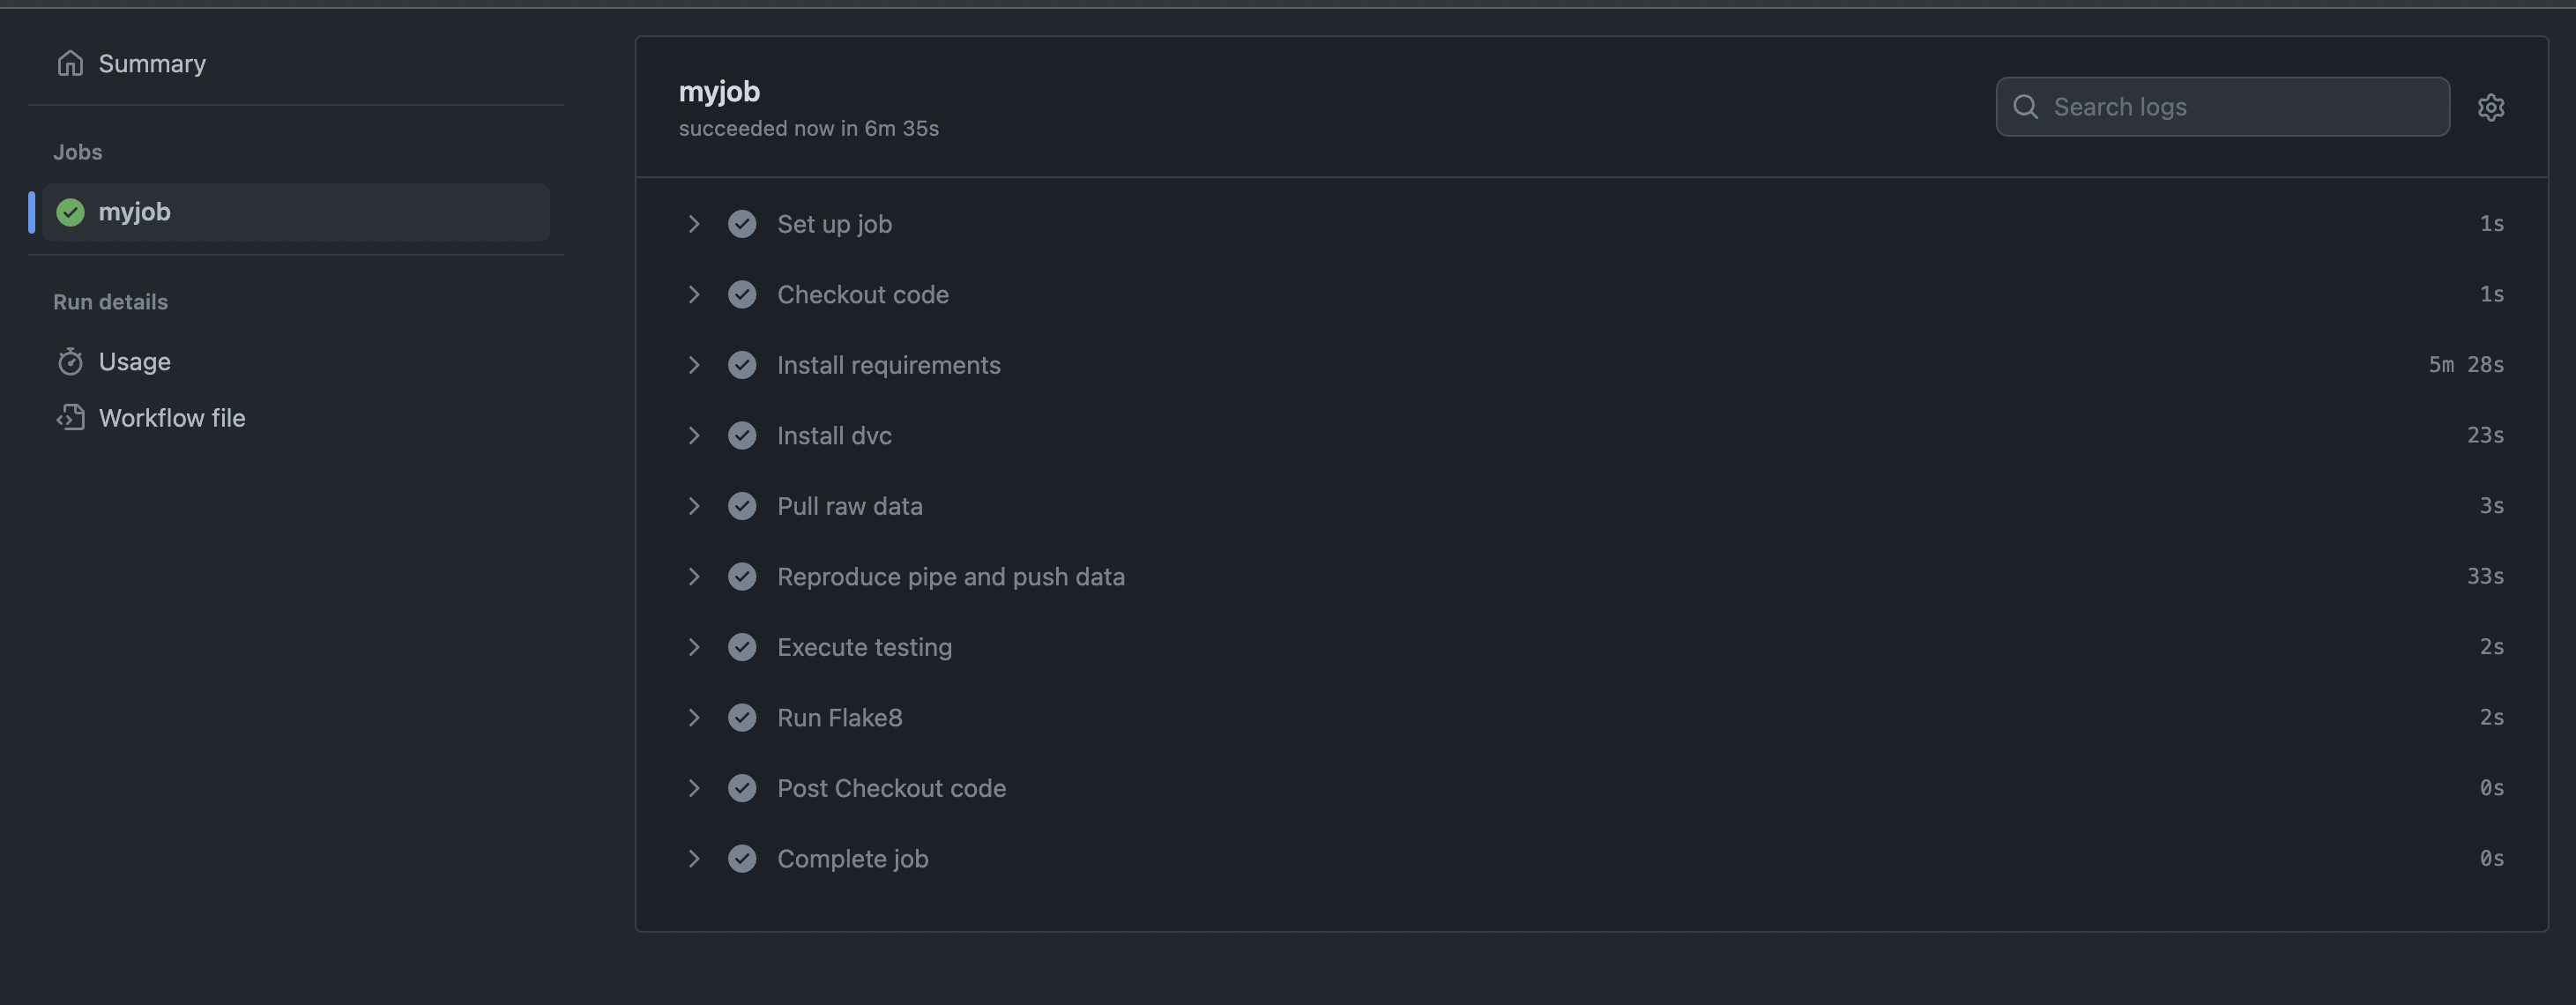 Summary
Jobs
myjob
Run details
Usage
Workflow file
myjob
succeeded now in 6m 35s
Search logs
Set up job 1s
Checkout code 1s
Install requirements 5m 28s
Install dvc 23s
Pull raw data 3s
Reproduce pipe and push data 33s
Execute testing 2s
Run Flake8 2s
Post Checkout code 0s
Complete job 0s